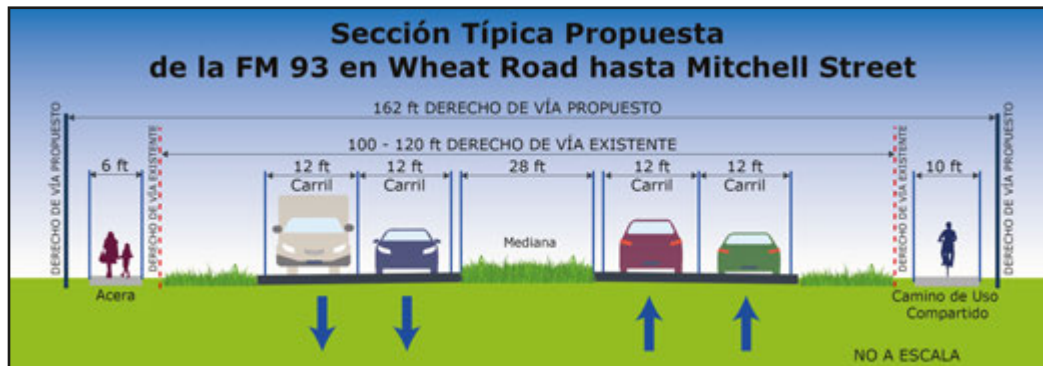 Sección Típica Propuesta
de la FM 93 en Wheat Road hasta Mitchell Street
162 ft DERECHO DE VÍA PROPUESTO
100 - 120 ft DERECHO DE VÍA EXISTENTE
DERECHO DE VÍA PROPUESTO
6 ft
DERECHO DE VÍA EXISTENTE
12 ft
Carril
12 ft
Carril
28 ft
12 ft
Carril
12 ft
Carril
DERECHO DE VÍA EXISTENTE
10 ft
DERECHO DE VÍA PROPUESTO
Mediana
Acera
Camino de Uso
Compartido
NO A ESCALA